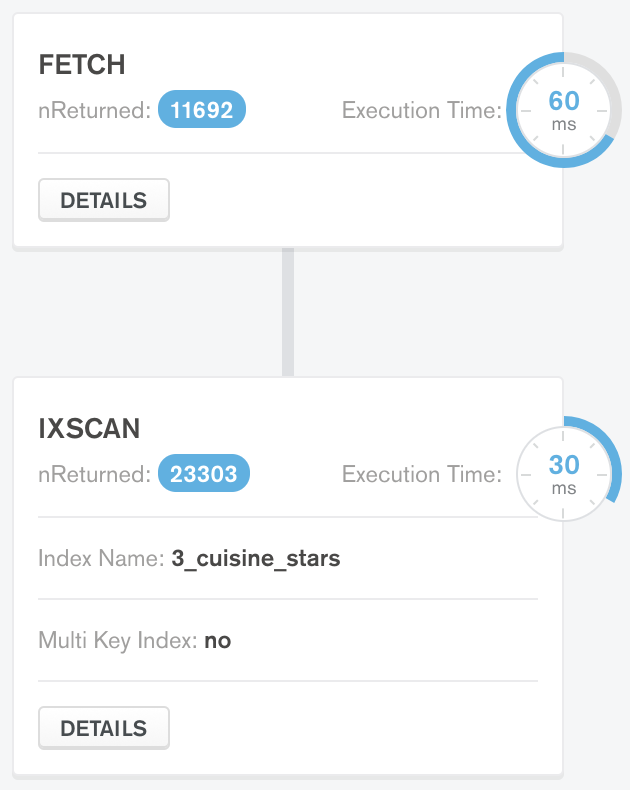 FETCH
nReturned: 11692 Execution Time: 60 ms
DETAILS
IXSCAN
nReturned: 23303 Execution Time: 30 ms
Index Name: 3_cuisine_stars
Multi Key Index: no
DETAILS